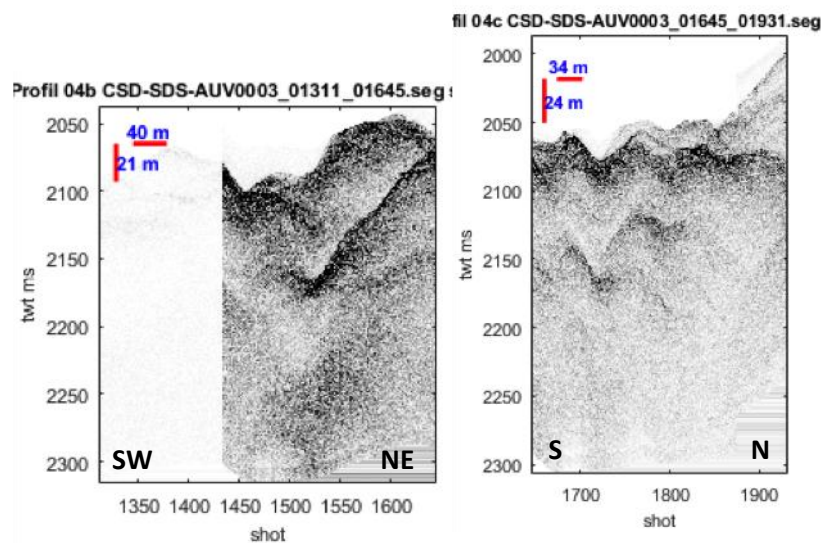 Profil 04b CSD-SDS-AUV0003_01311_01645.seg s
40 m
21 m
2050
2100
2150
2200
2250
2300
twt ms
SW
NE
1350 1400 1450 1500 1550 1600
shot
fil 04c CSD-SDS-AUV0003_01645_01931.seg
34 m
24 m
2000
2050
2100
2150
2200
2250
2300
twt ms
S
N
1700 1800 1900
shot